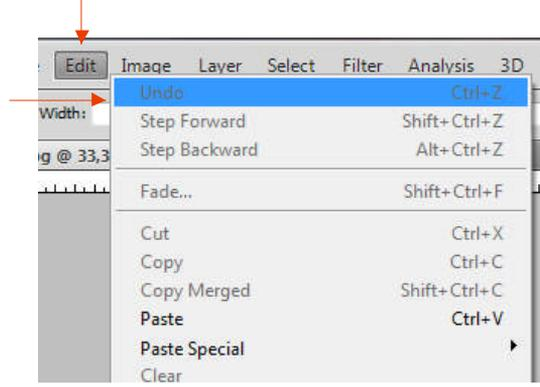 Edit Image Layer Select Filter Analysis 3D
Width:
Undo Ctrl+Z
Step Forward Shift+Ctrl+Z
Step Backward Alt+Ctrl+Z
g @ 33,3
Fade... Shift+Ctrl+F
Cut Ctrl+X
Copy Ctrl+C
Copy Merged Shift+Ctrl+C
Paste Ctrl+V
Paste Special
Clear